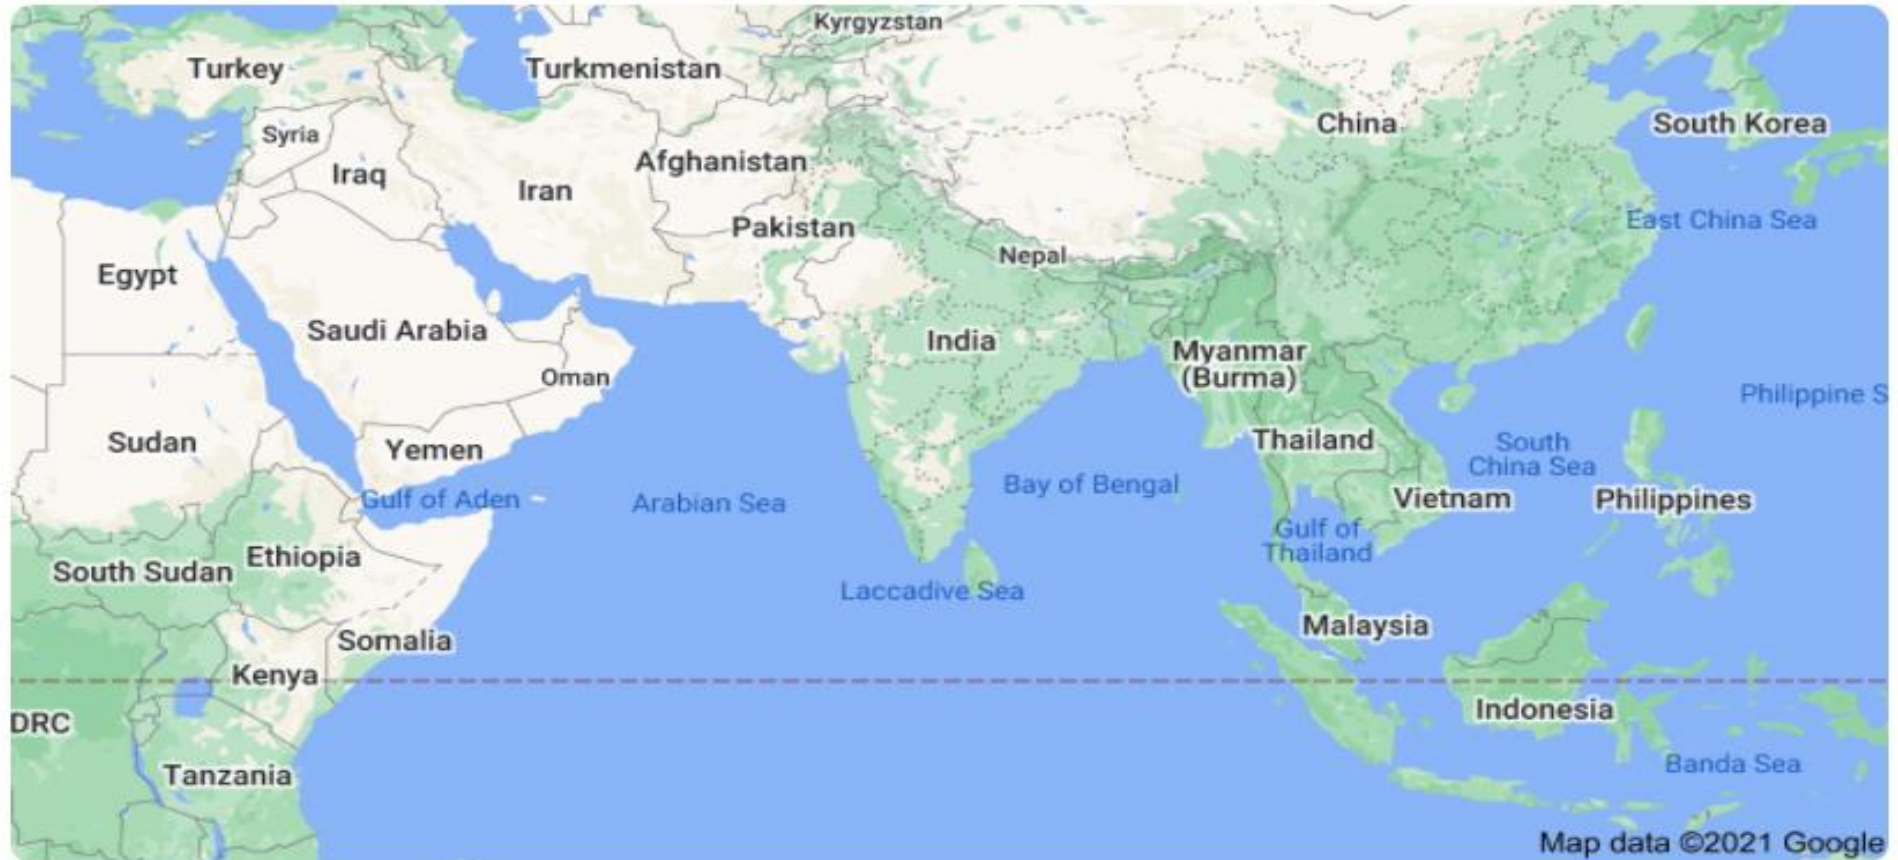 Kyrgyzstan
Turkey
Turkmenistan
China
South Korea
Syria
Afghanistan
Iraq
Iran
Pakistan
East China Sea
Nepal
Egypt
Saudi Arabia
India
Myanmar
(Burma)
Oman
Philippine S
Sudan
Yemen
Thailand
South
China Sea
Gulf of Aden
Arabian Sea
Bay of Bengal
Vietnam
Philippines
Gulf of
Thailand
Ethiopia
South Sudan
Laccadive Sea
Malaysia
Somalia
Kenya
Indonesia
DRC
Banda Sea
Tanzania
Map data ©2021 Google